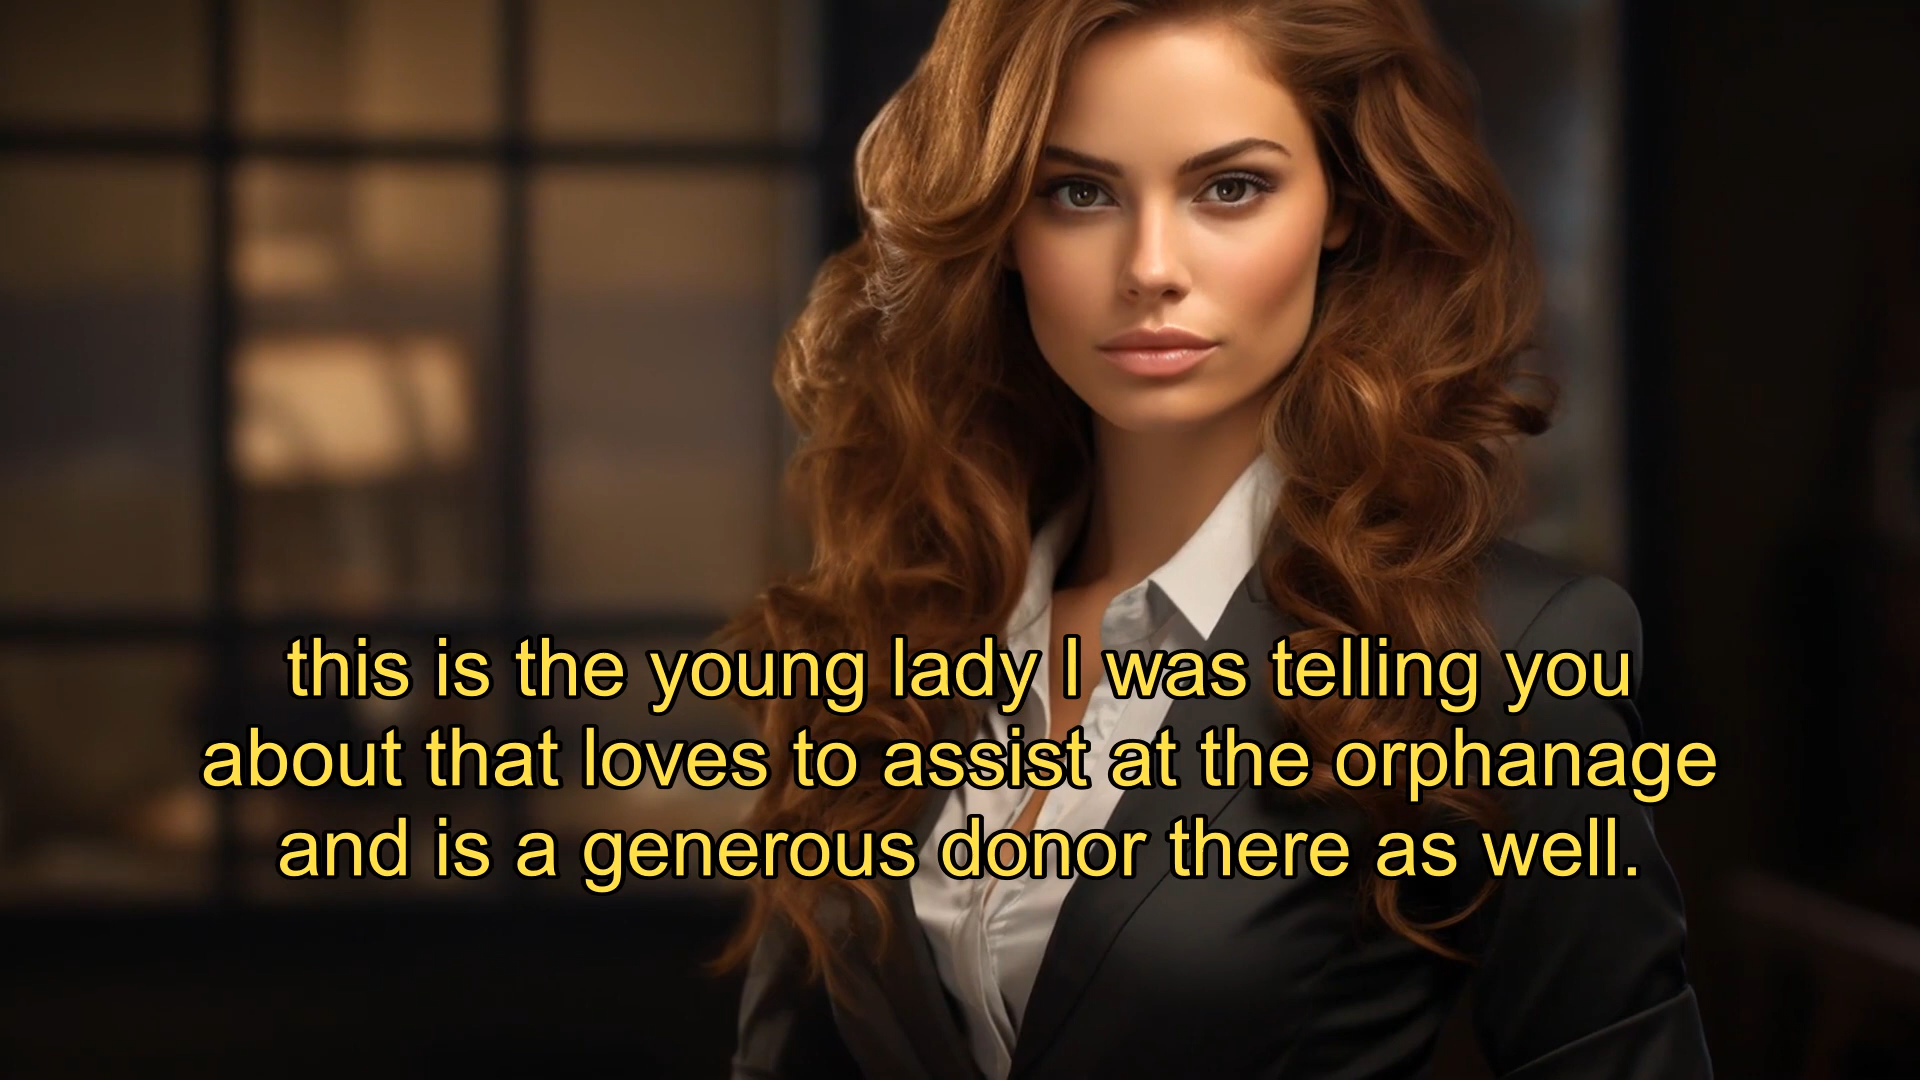 this is the young lady I was telling you
about that loves to assist at the orphanage
and is a generous donor there as well.